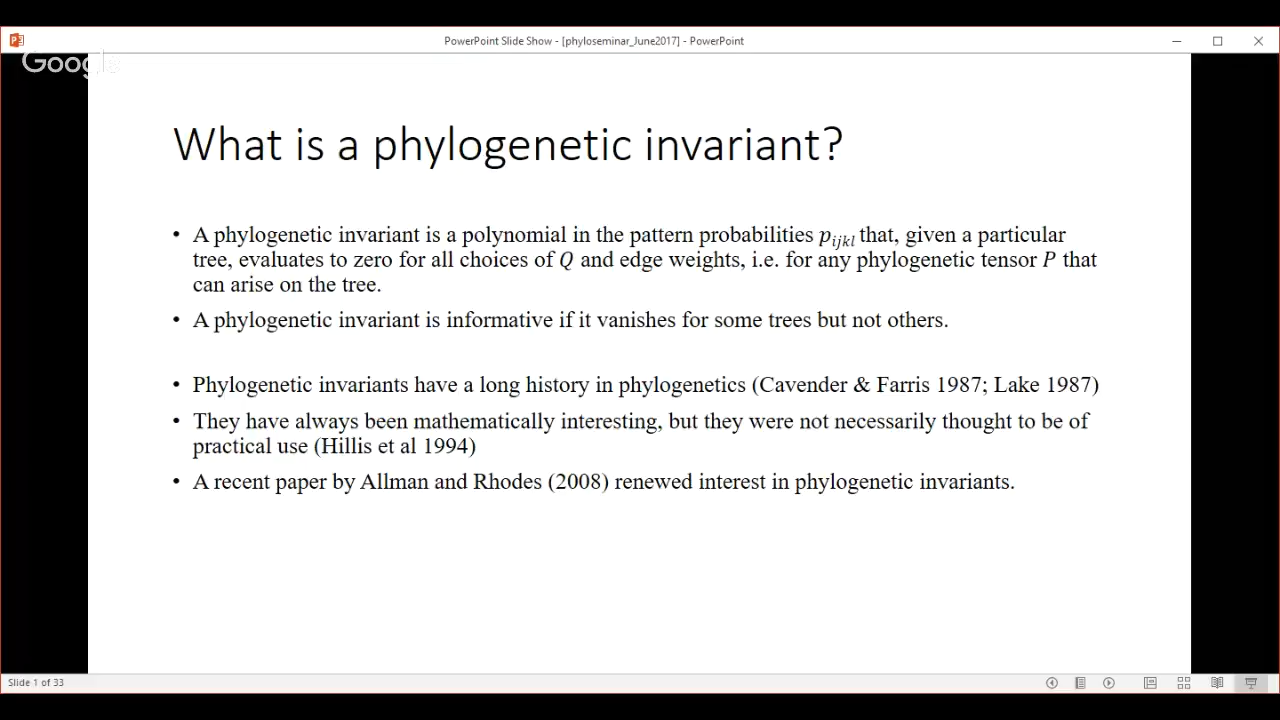 PowerPoint Slide Show - [phyloseminar_June2017] - PowerPoint
Google
What is a phylogenetic invariant?
• A phylogenetic invariant is a polynomial in the pattern probabilities p_{ijkl} that, given a particular
tree, evaluates to zero for all choices of Q and edge weights, i.e. for any phylogenetic tensor P that
can arise on the tree.
• A phylogenetic invariant is informative if it vanishes for some trees but not others.
• Phylogenetic invariants have a long history in phylogenetics (Cavender & Farris 1987; Lake 1987)
• They have always been mathematically interesting, but they were not necessarily thought to be of
practical use (Hillis et al 1994)
• A recent paper by Allman and Rhodes (2008) renewed interest in phylogenetic invariants.
Slide 1 of 33